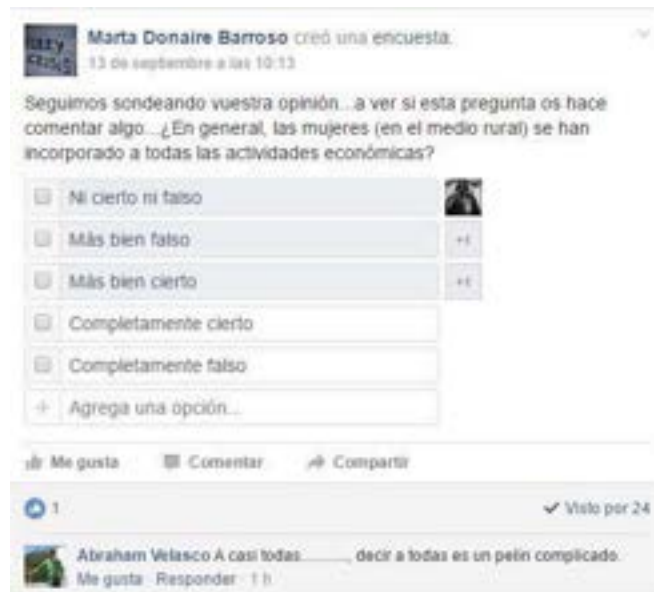 Marta Donaire Barroso creó una encuesta.
13 de septiembre a las 10:13
Seguimos sondeando vuestra opinión...a ver si esta pregunta os hace
comentar algo...¿En general, las mujeres (en el medio rural) se han
incorporado a todas las actividades económicas?
Ni cierto ni falso
Más bien falso
Más bien cierto
Completamente cierto
Completamente falso
+ Agrega una opción...
Me gusta Comentar Compartir
1 Visto por 24
Abraham Velasco A casi todas.........., decir a todas es un pelin complicado.
Me gusta Responder 1 h